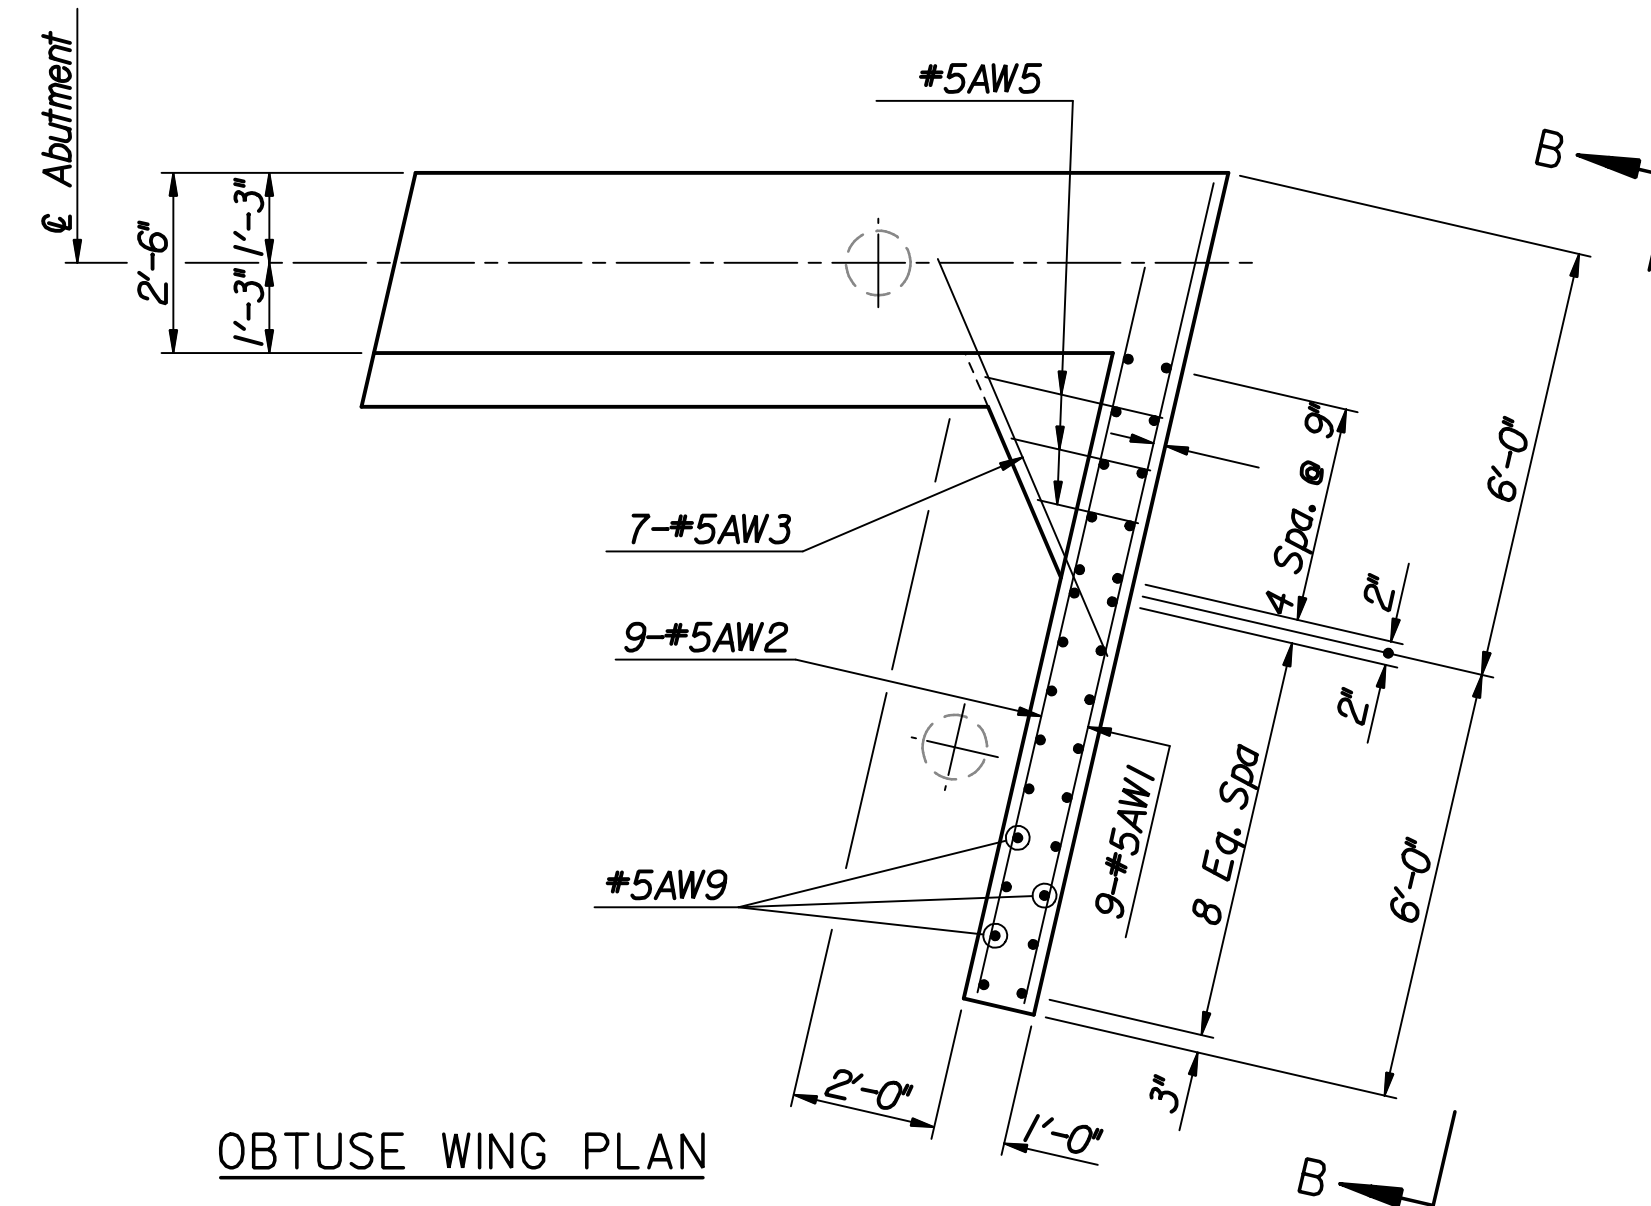 ℄ Abutment
#5AW5
B
2'-6"
1'-3"
1'-3"
6'-0"
4 Spa. @ 9"
7-#5AW3
2"
9-#5AW2
2"
8 Eq. Spa
9-#5AW1
6'-0"
#5AW9
2'-0"
3"
1'-0"
OBTUSE WING PLAN
B